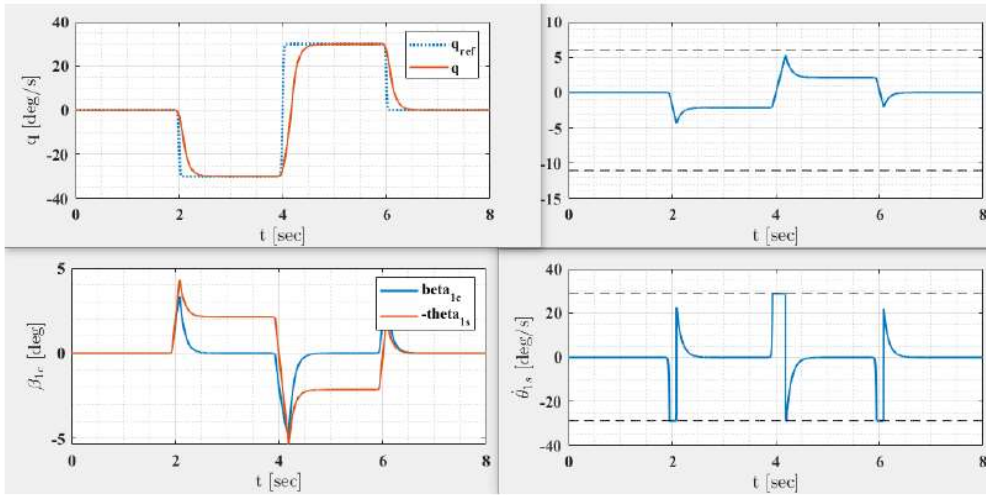 40
20
0
-20
-40
q [deg/s]
q_ref
q
0 2 4 6 8
t [sec]
10
5
0
-5
-10
-15
0 2 4 6 8
t [sec]
5
0
-5
β_1c [deg]
beta_1c
-theta_1s
0 2 4 6 8
t [sec]
40
20
0
-20
-40
θ̇_1s [deg/s]
0 2 4 6 8
t [sec]